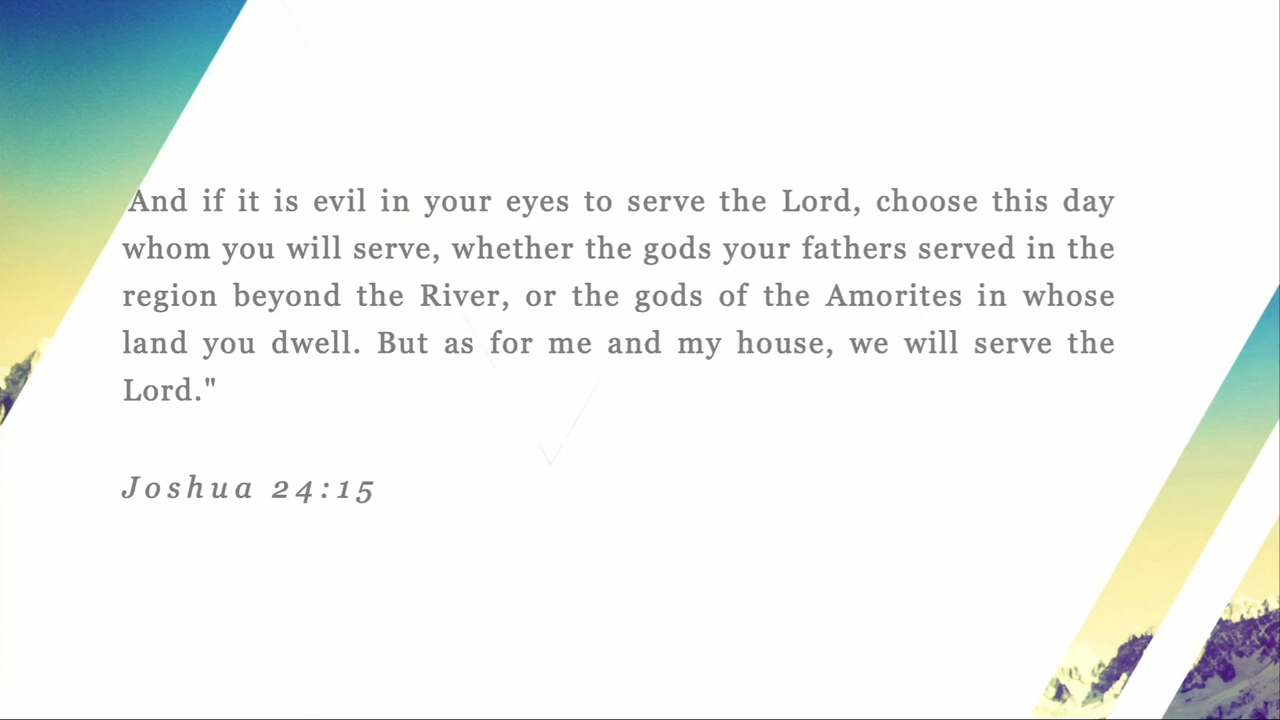 And if it is evil in your eyes to serve the Lord, choose this day
whom you will serve, whether the gods your fathers served in the
region beyond the River, or the gods of the Amorites in whose
land you dwell. But as for me and my house, we will serve the
Lord."
Joshua 24:15